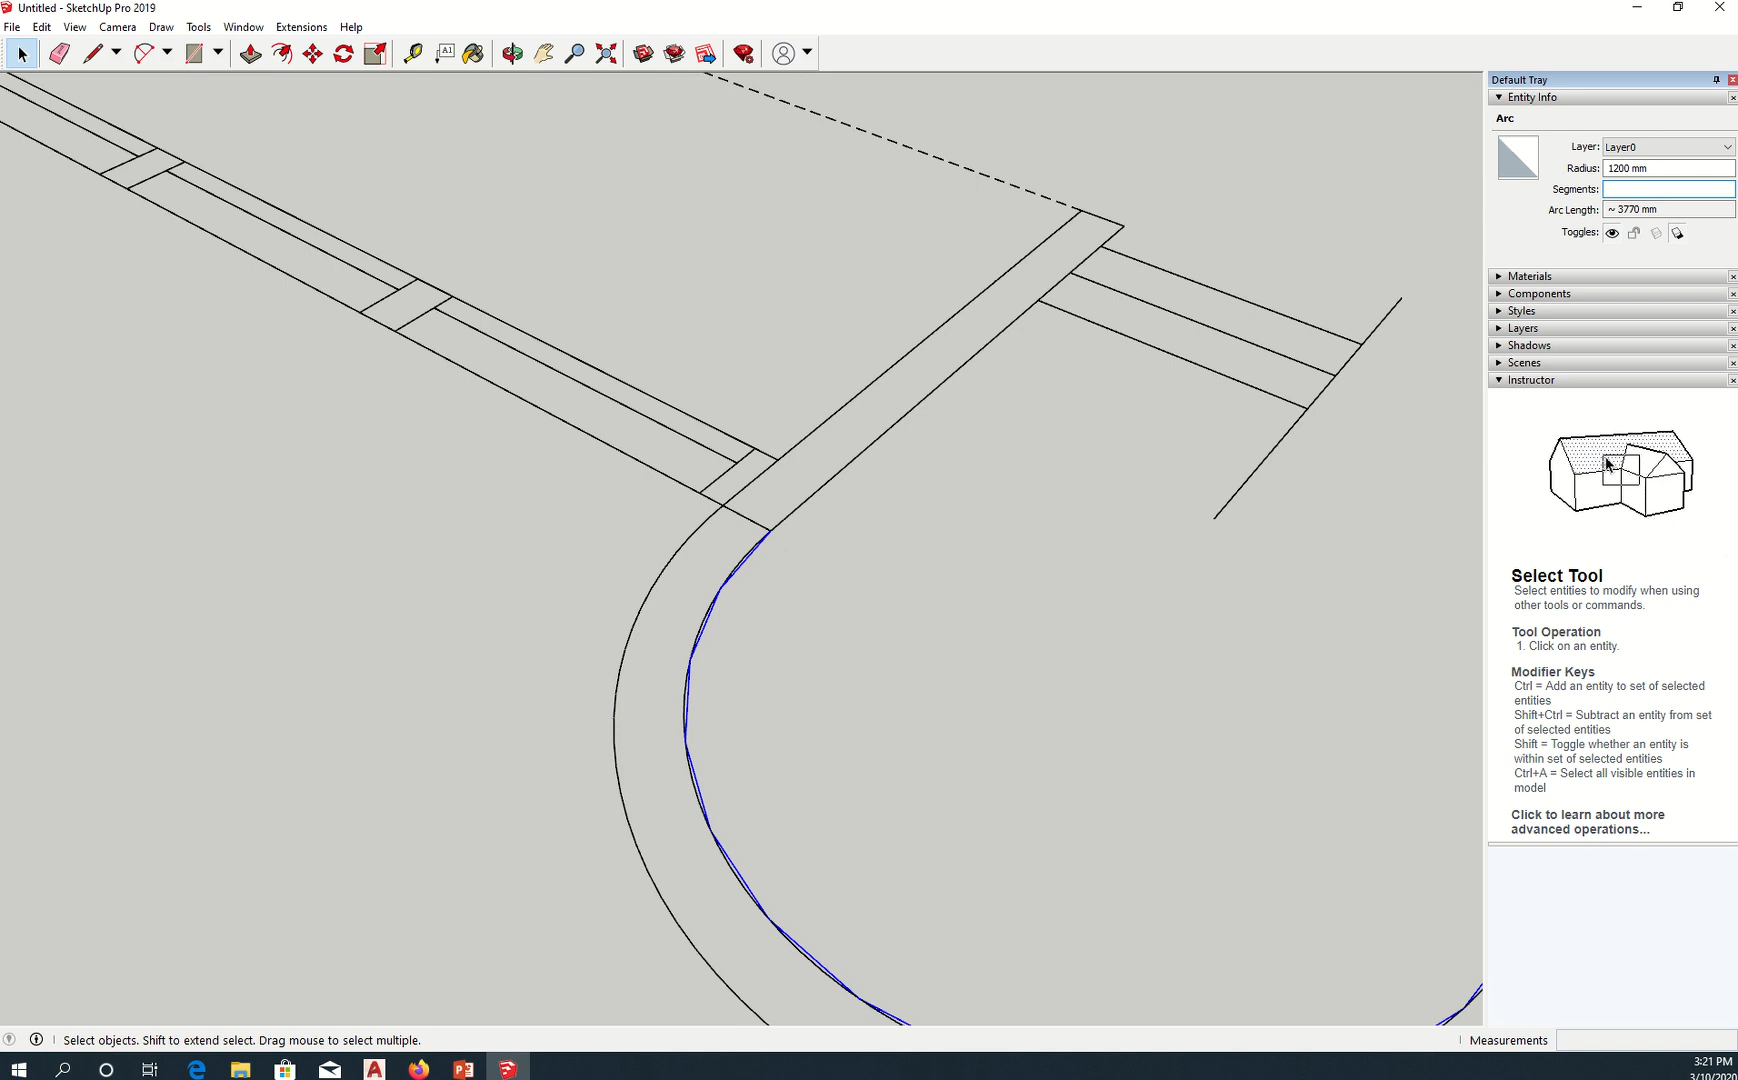 Untitled - SketchUp Pro 2019
File Edit View Camera Draw Tools Window Extensions Help
A1
Default Tray
Entity Info
Arc
Layer: Layer0
Radius: 1200 mm
Segments:
Arc Length: ~ 3770 mm
Toggles:
Materials
Components
Styles
Layers
Shadows
Scenes
Instructor
Select Tool
Select entities to modify when using
other tools or commands.
Tool Operation
1. Click on an entity.
Modifier Keys
Ctrl = Add an entity to set of selected
entities
Shift+Ctrl = Subtract an entity from set
of selected entities
Shift = Toggle whether an entity is
within set of selected entities
Ctrl+A = Select all visible entities in
model
Click to learn about more
advanced operations...
Select objects. Shift to extend select. Drag mouse to select multiple.
Measurements
3:21 PM
3/10/2020